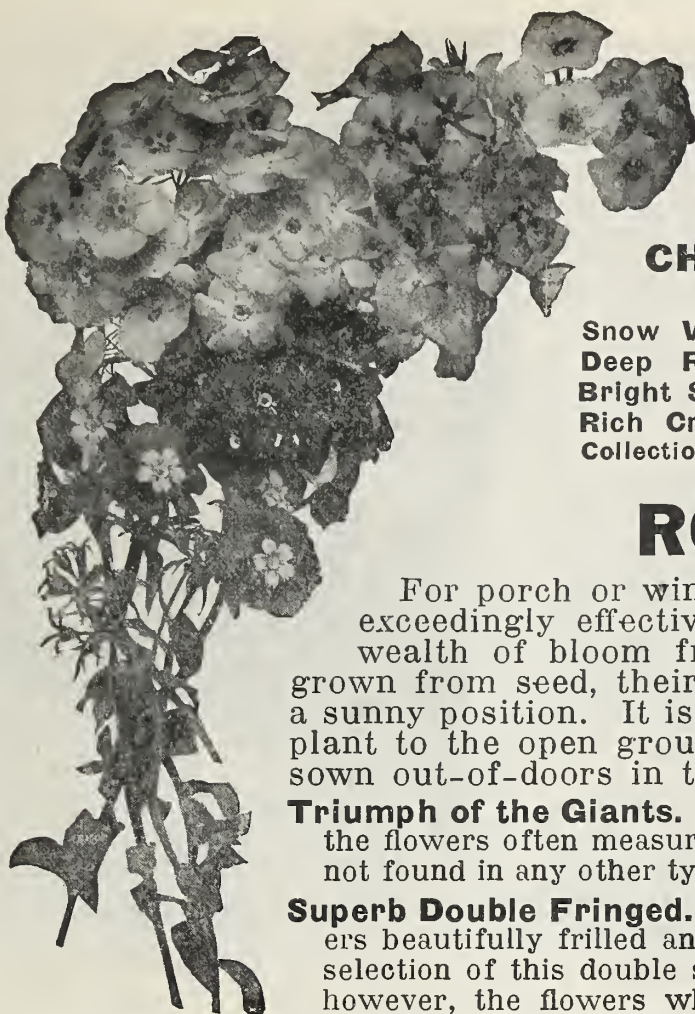 CH
Snow
Deep
Bright
Rich
Collectio
RO
For porch or win
exceedingly effectiv
wealth of bloom fr
grown from seed, their
a sunny position. It is
plant to the open grou
sown out-of-doors in t
Triumph of the Giants.
the flowers often measur
not found in any other ty
Superb Double Fringed.
ers beautifully frilled an
selection of this double s
however, the flowers wh